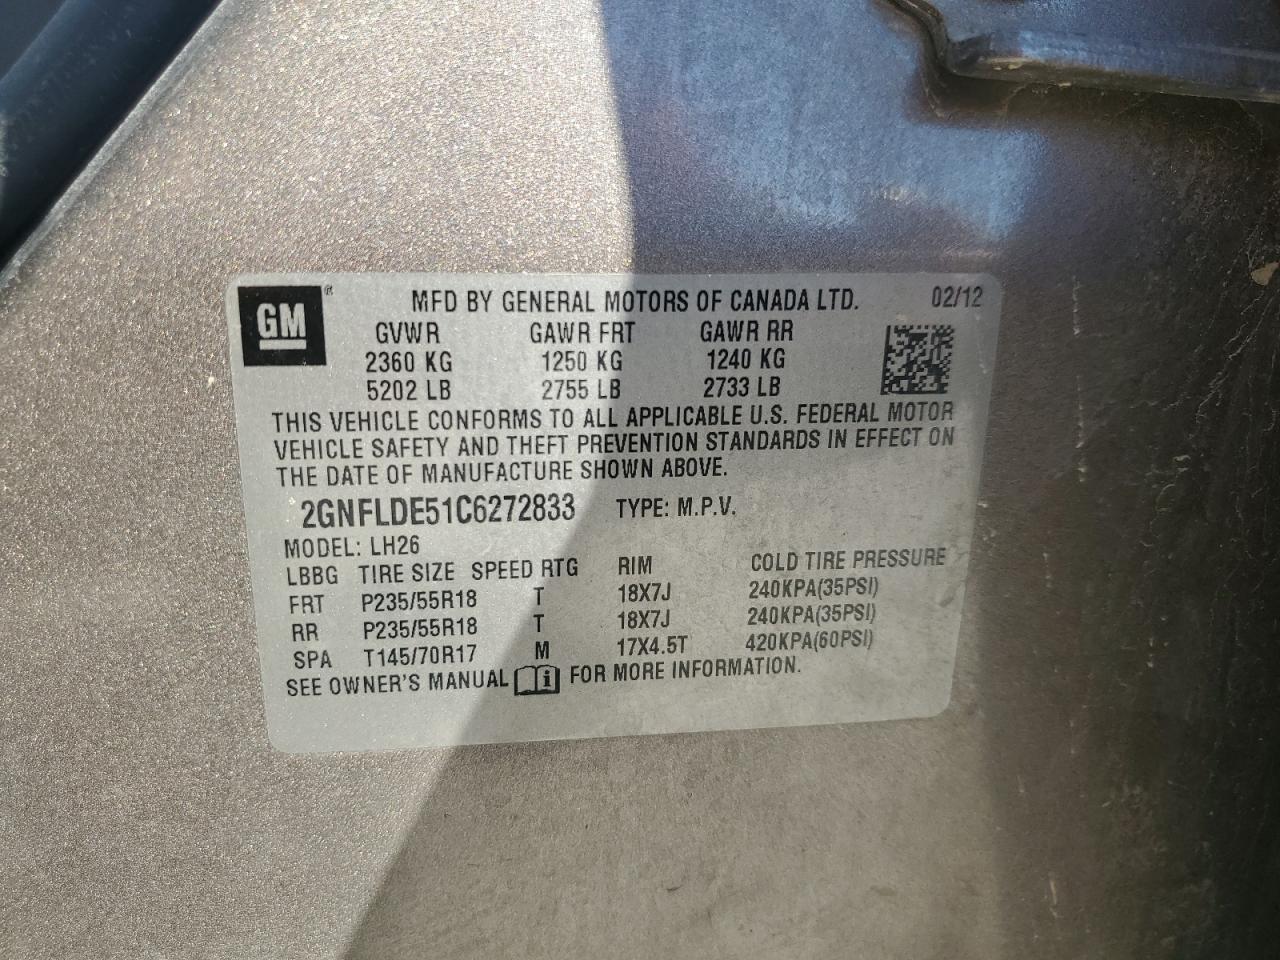 GM ® MFD BY GENERAL MOTORS OF CANADA LTD. 02/12
GVWR GAWR FRT GAWR RR
2360 KG 1250 KG 1240 KG
5202 LB 2755 LB 2733 LB
THIS VEHICLE CONFORMS TO ALL APPLICABLE U.S. FEDERAL MOTOR
VEHICLE SAFETY AND THEFT PREVENTION STANDARDS IN EFFECT ON
THE DATE OF MANUFACTURE SHOWN ABOVE.
2GNFLDE51C6272833 TYPE: M.P.V.
MODEL: LH26
LBBG TIRE SIZE SPEED RTG RIM COLD TIRE PRESSURE
FRT P235/55R18 T 18X7J 240KPA(35PSI)
RR P235/55R18 T 18X7J 240KPA(35PSI)
SPA T145/70R17 M 17X4.5T 420KPA(60PSI)
SEE OWNER'S MANUAL i FOR MORE INFORMATION.